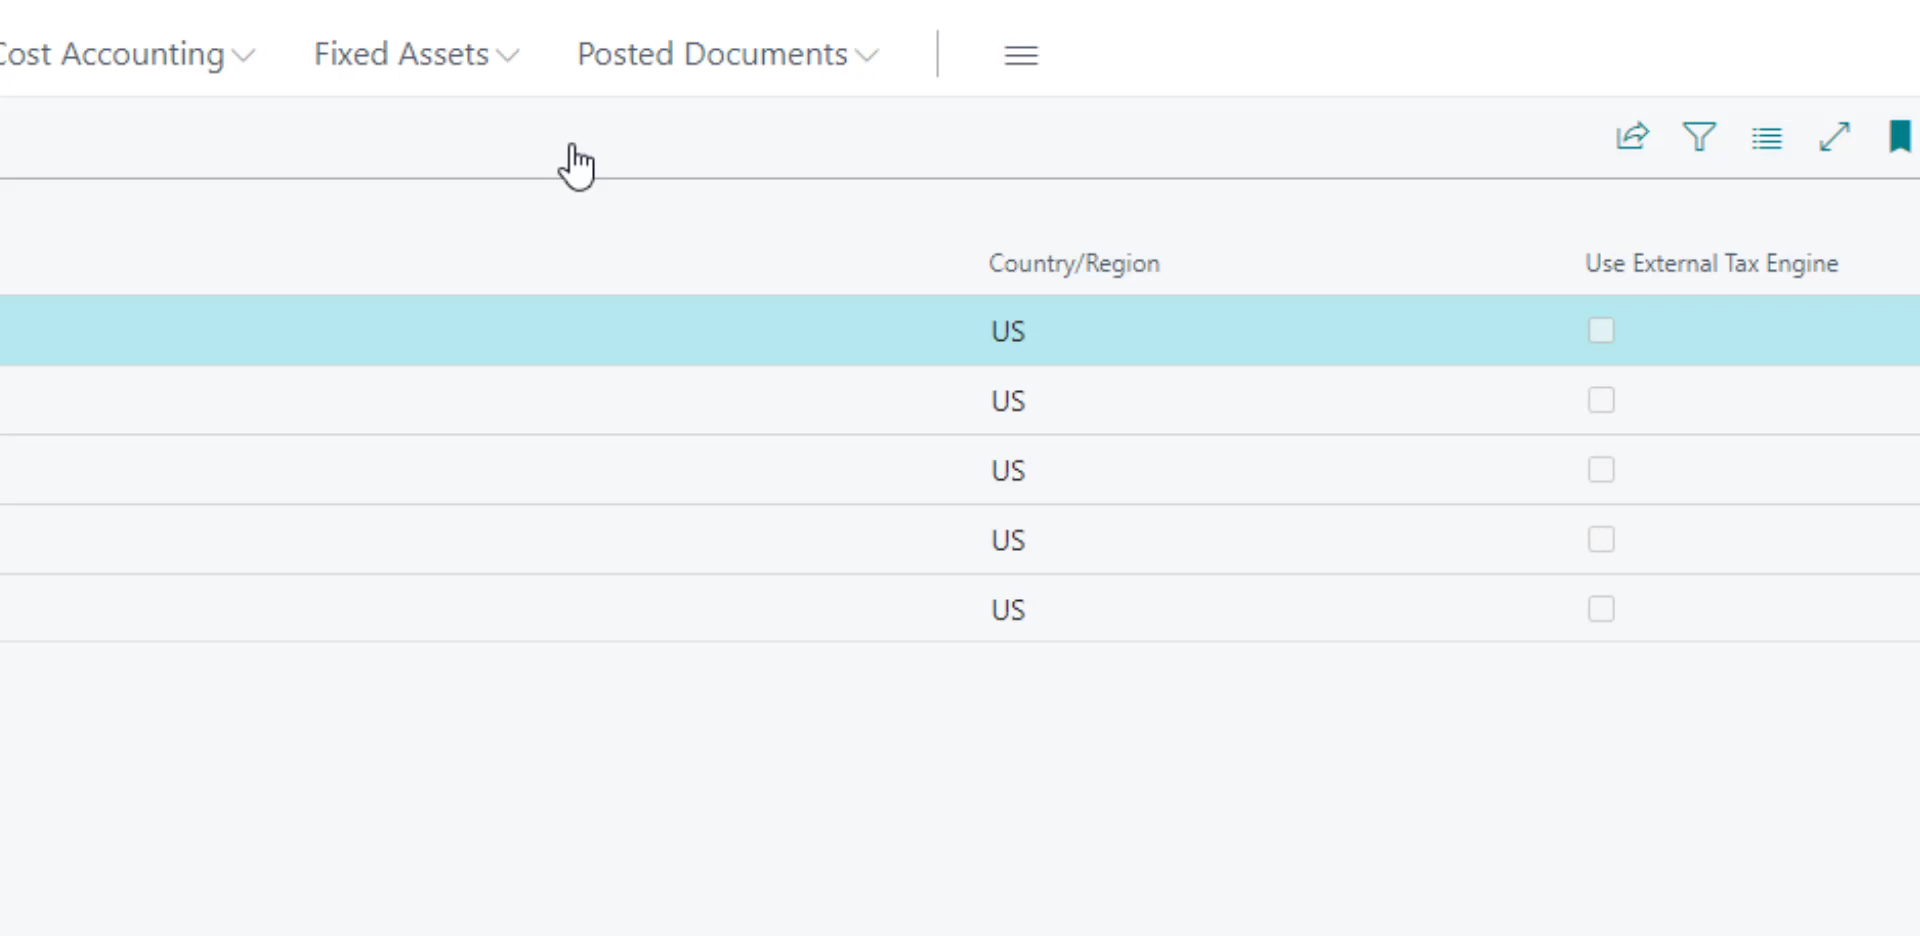 Cost Accounting Fixed Assets Posted Documents
Country/Region Use External Tax Engine
US
US
US
US
US